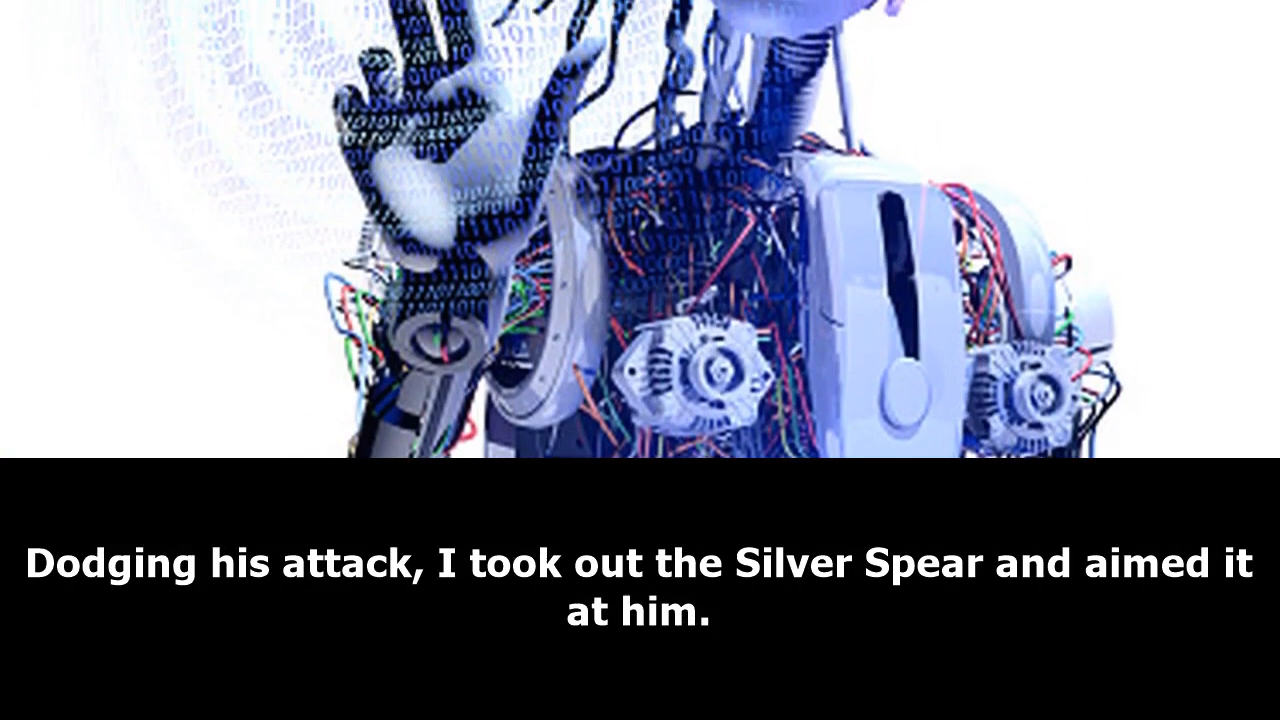 Dodging his attack, I took out the Silver Spear and aimed it
at him.